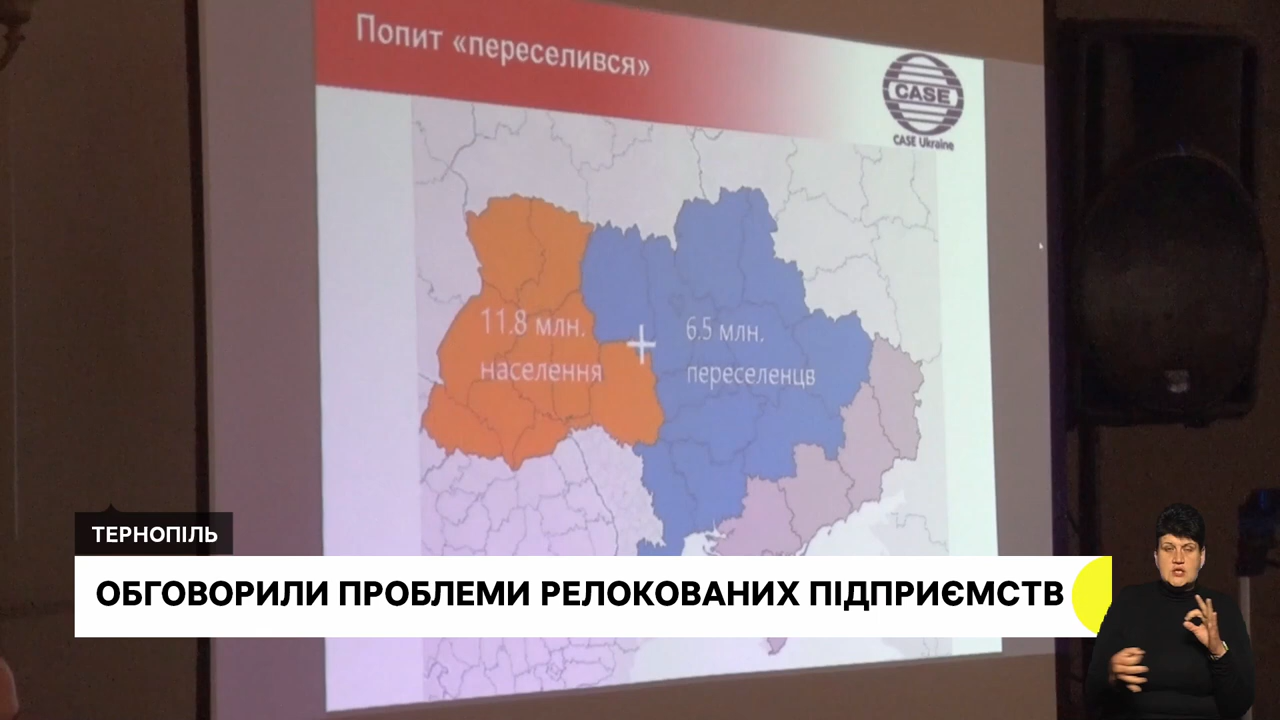 Попит «переселився»
CASE
CASE Ukraine
11.8 млн.
населення
+
6.5 млн.
переселенцв
ТЕРНОПІЛЬ
ОБГОВОРИЛИ ПРОБЛЕМИ РЕЛОКОВАНИХ ПІДПРИЄМСТВ